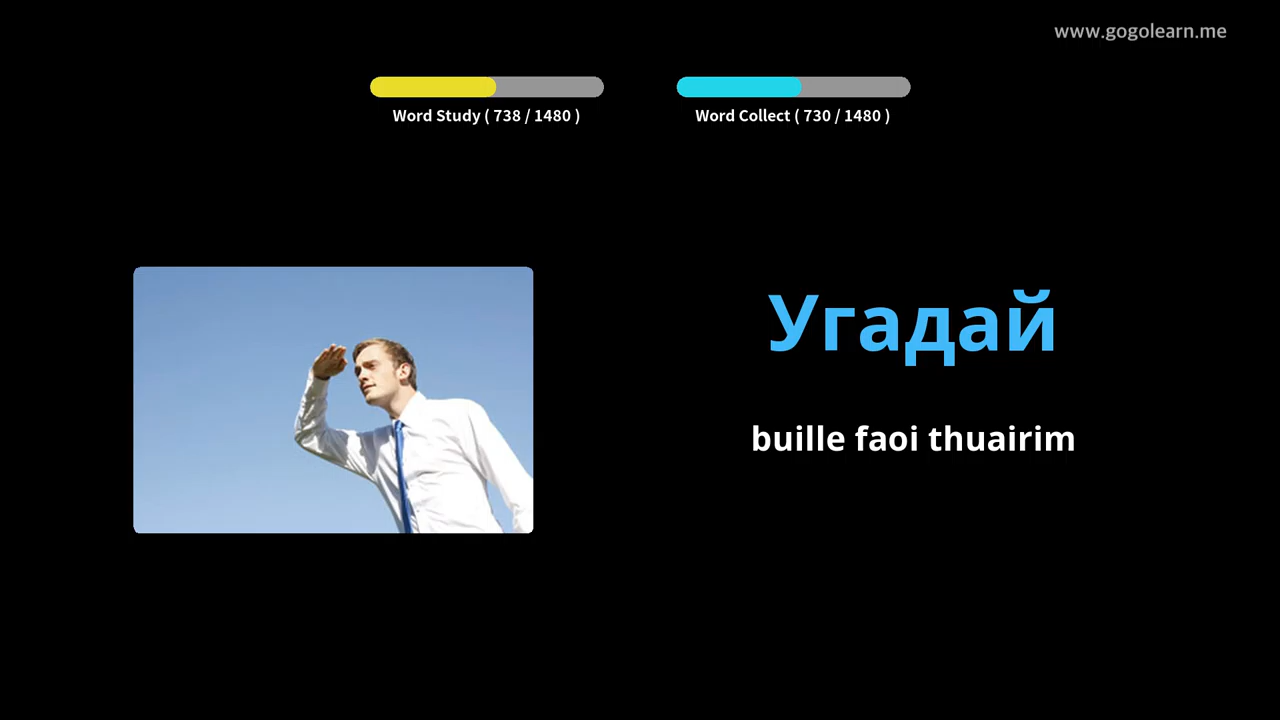 www.gogolearn.me
Word Study ( 738 / 1480 )
Word Collect ( 730 / 1480 )
Угадай
buille faoi thuairim